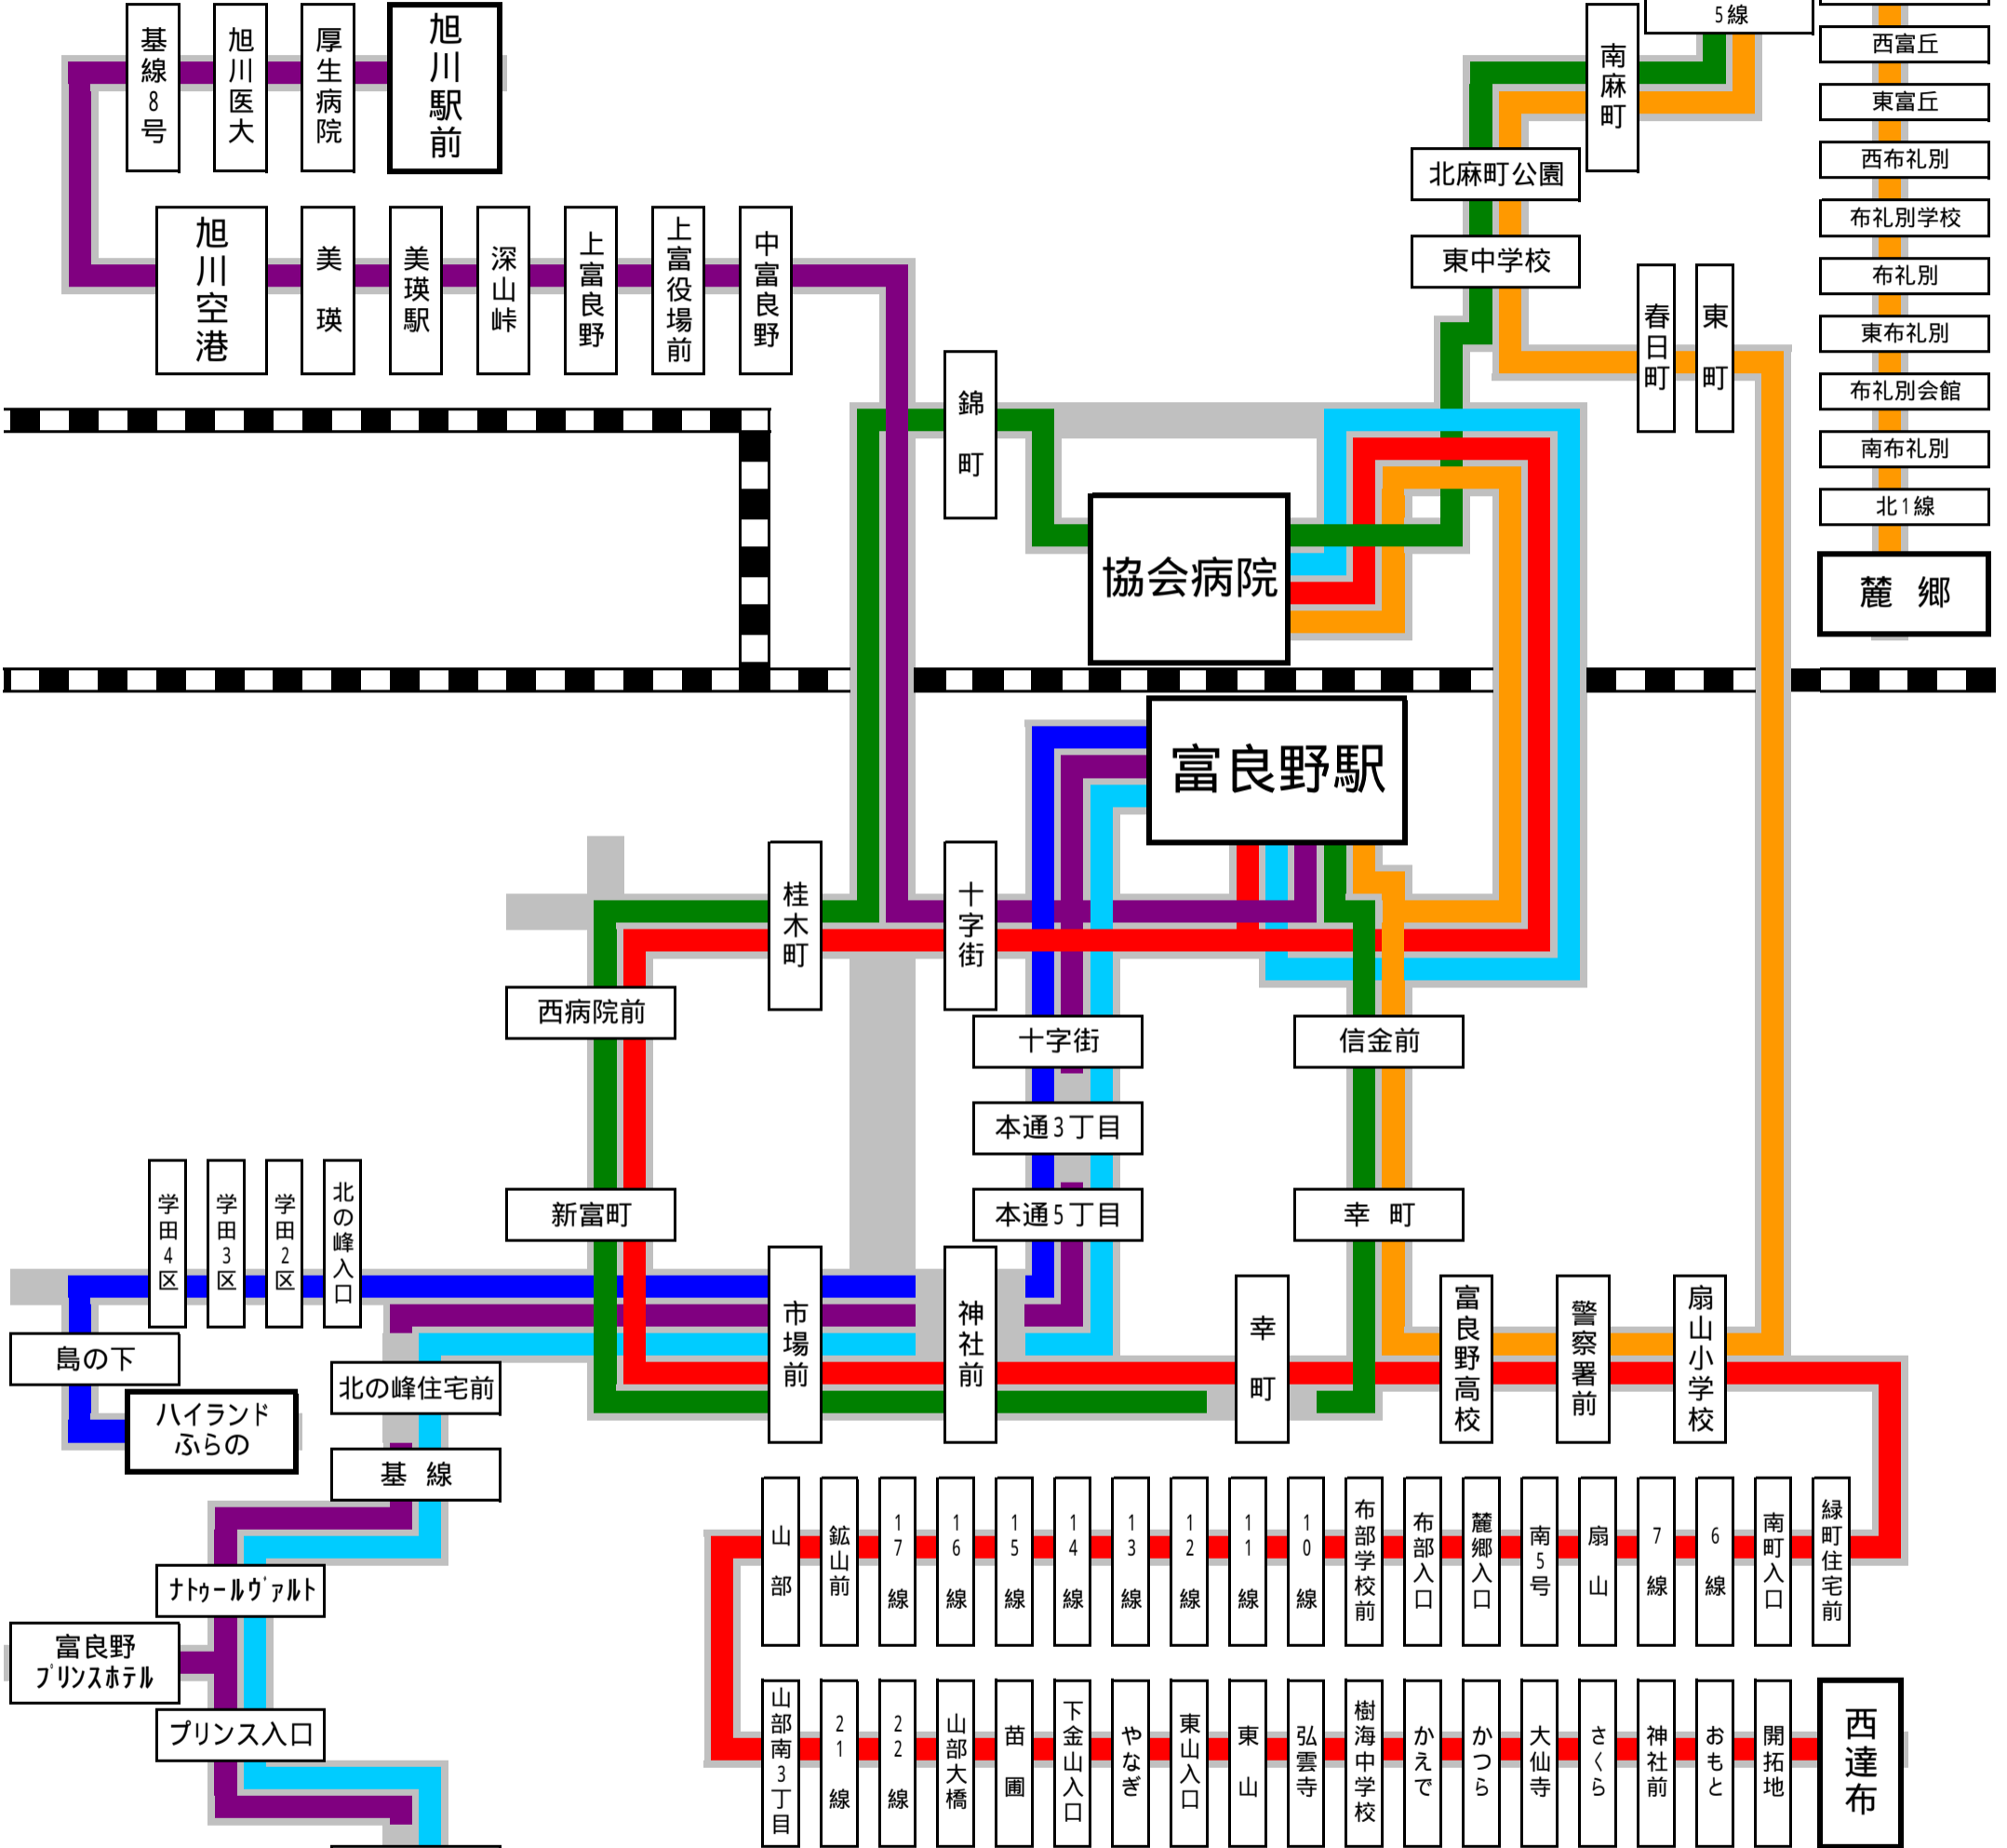 旭川駅前
厚生病院
旭川医大
基線8号
旭川空港
美瑛
美瑛駅
深山峠
上富良野
上富役場前
中富良野
錦町
5線
南麻町
北麻町公園
東中学校
春日町
東町
西富丘
東富丘
西布礼別
布礼別学校
布礼別
東布礼別
布礼別会館
南布礼別
北1線
麓郷
協会病院
富良野駅
桂木町
十字街
西病院前
十字街
信金前
本通3丁目
新富町
本通5丁目
幸町
学田4区
学田3区
学田2区
北の峰入口
市場前
神社前
幸町
富良野高校
警察署前
扇山小学校
島の下
ハイランド
ふらの
北の峰住宅前
基線
ナトゥールヴァルト
富良野
プリンスホテル
プリンス入口
山部
鉱山前
17線
16線
15線
14線
13線
12線
11線
10線
布部学校前
布部入口
麓郷入口
南5号
扇山
7線
6線
南町入口
緑町住宅前
山部南3丁目
21線
22線
山部大橋
苗圃
下金山入口
やなぎ
東山入口
東山
弘雲寺
樹海中学校
かえで
かつら
大仙寺
さくら
神社前
おもと
開拓地
西達布